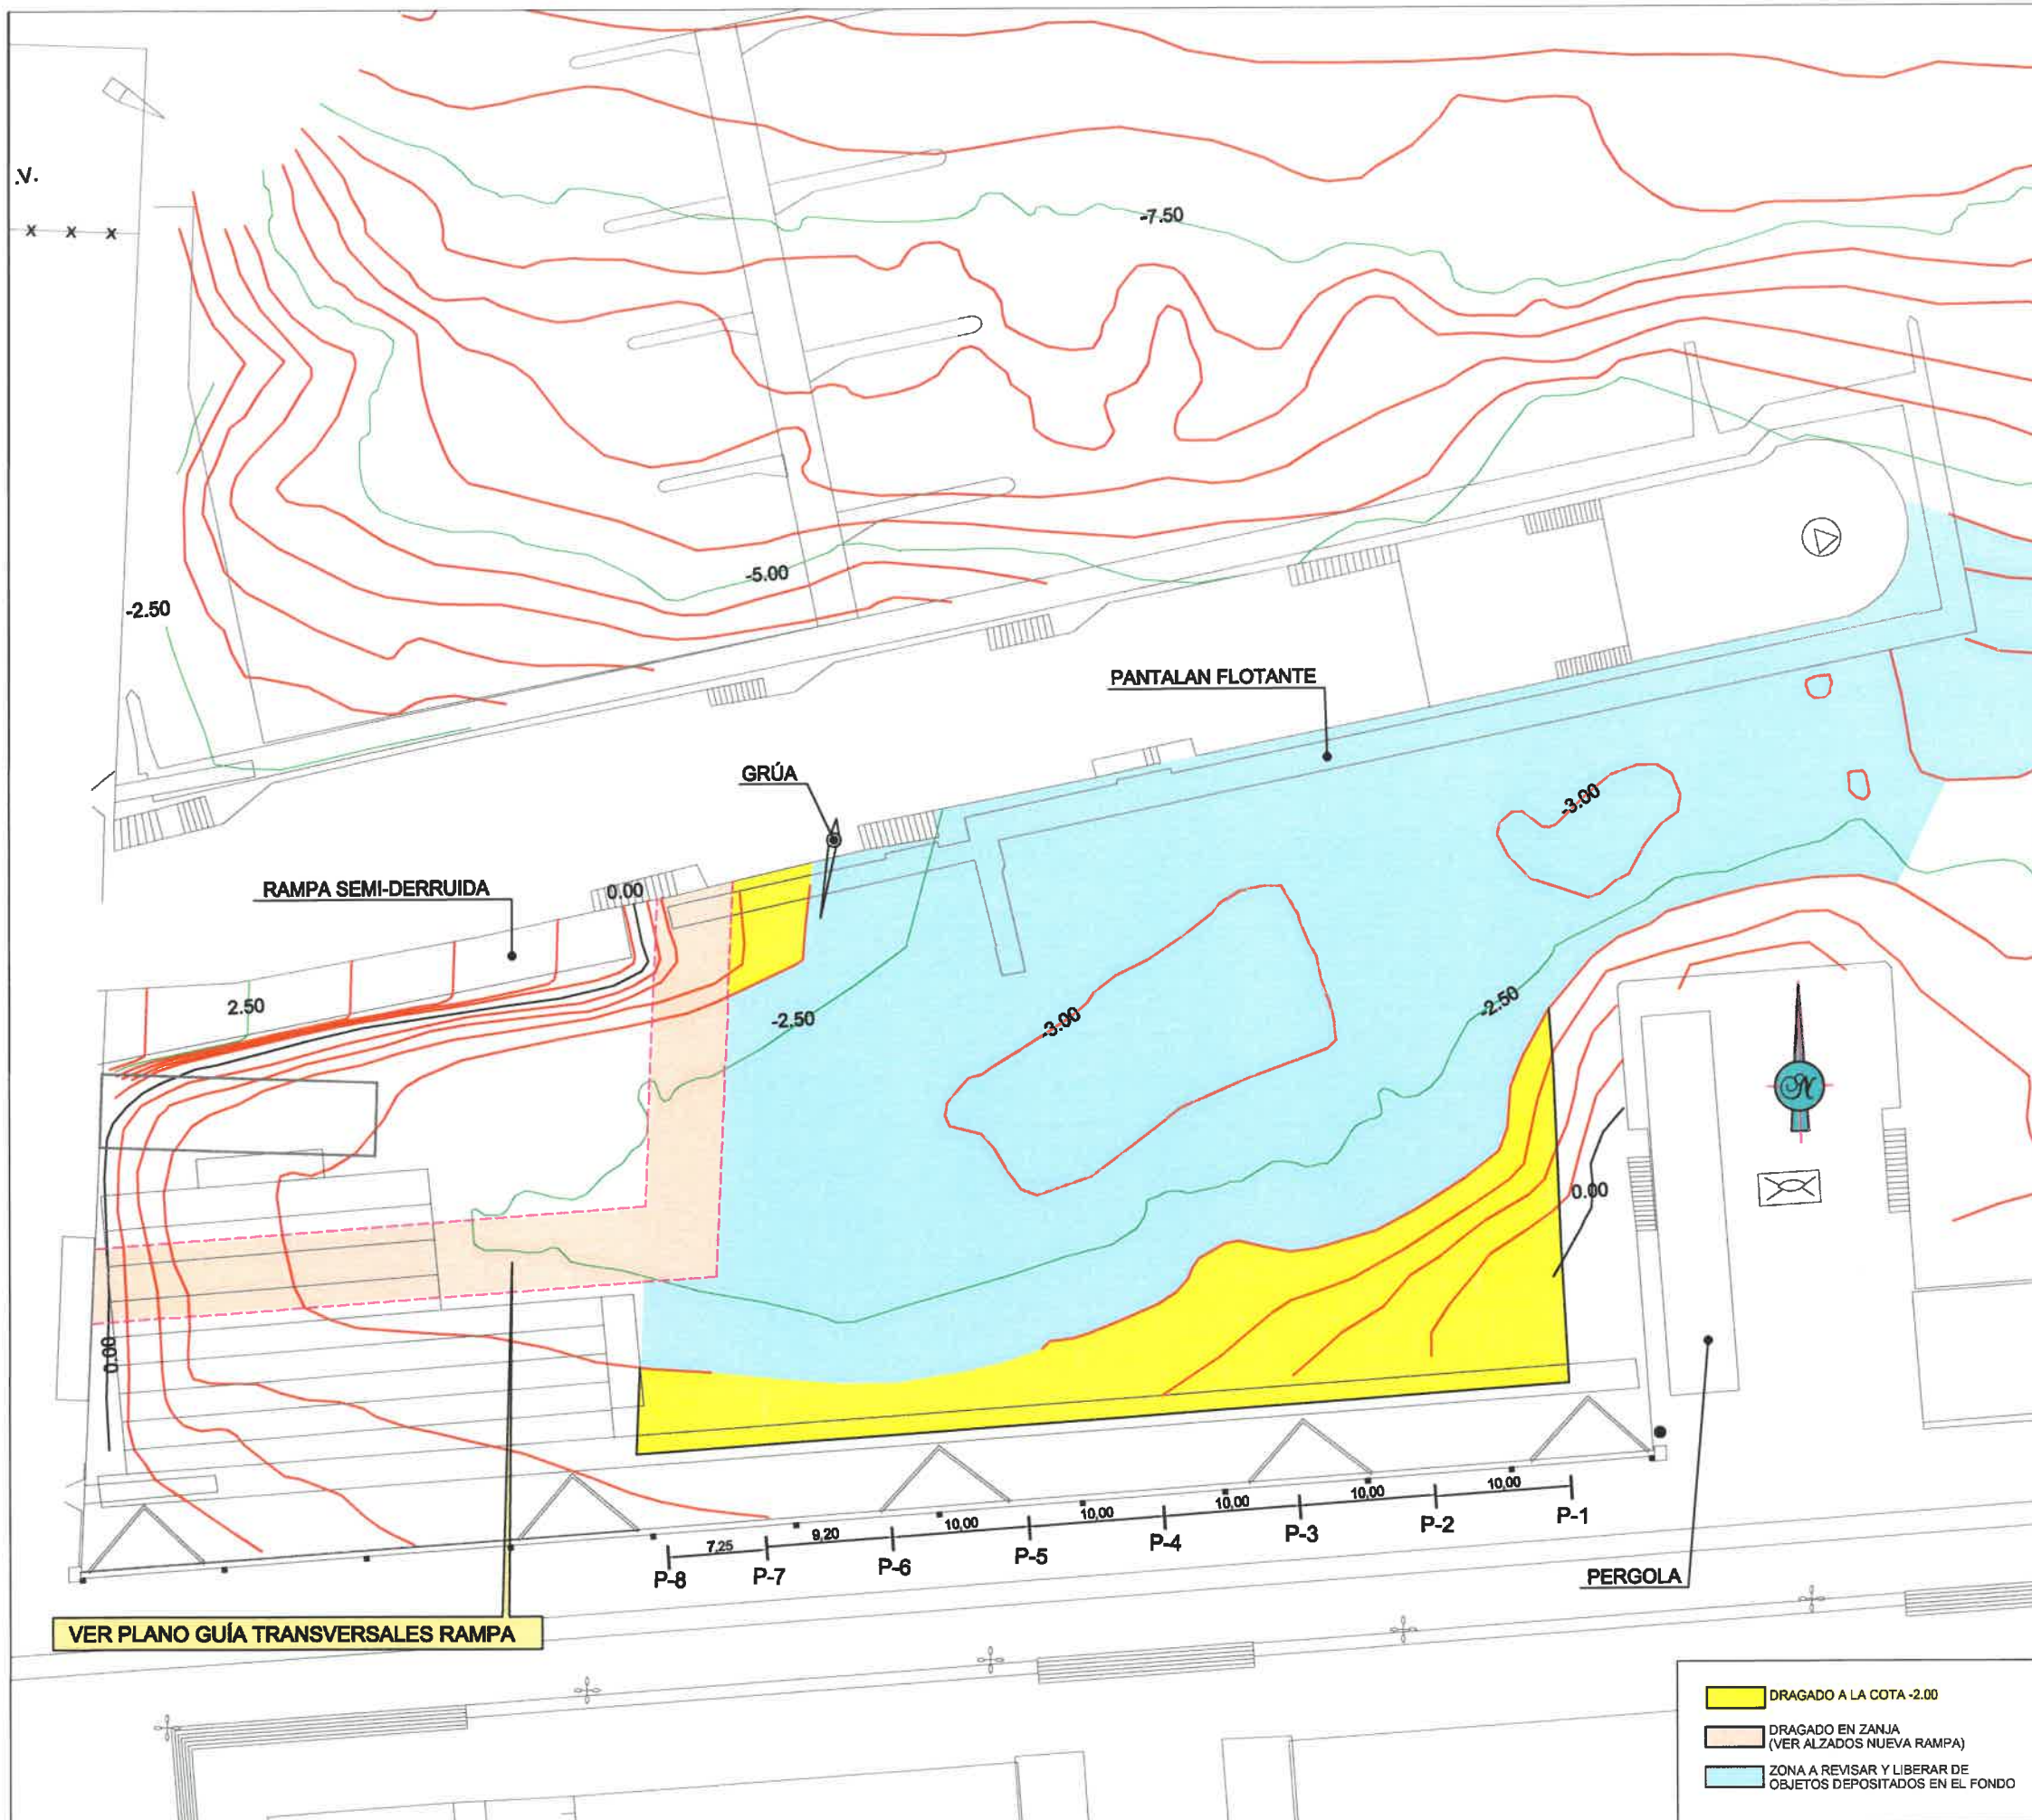 .V.
x x x
-7.50
-5.00
-2.50
PANTALAN FLOTANTE
GRÚA
-3.00
RAMPA SEMI-DERRUIDA
0.00
2.50
-2.50
-3.00
-2.50
N
0.00
0.00
10,00
10,00
10,00
10,00
10,00
9,20
7,25
P-1
P-2
P-3
P-4
P-5
P-6
P-7
P-8
PERGOLA
VER PLANO GUÍA TRANSVERSALES RAMPA
DRAGADO A LA COTA -2.00
DRAGADO EN ZANJA
(VER ALZADOS NUEVA RAMPA)
ZONA A REVISAR Y LIBERAR DE
OBJETOS DEPOSITADOS EN EL FONDO